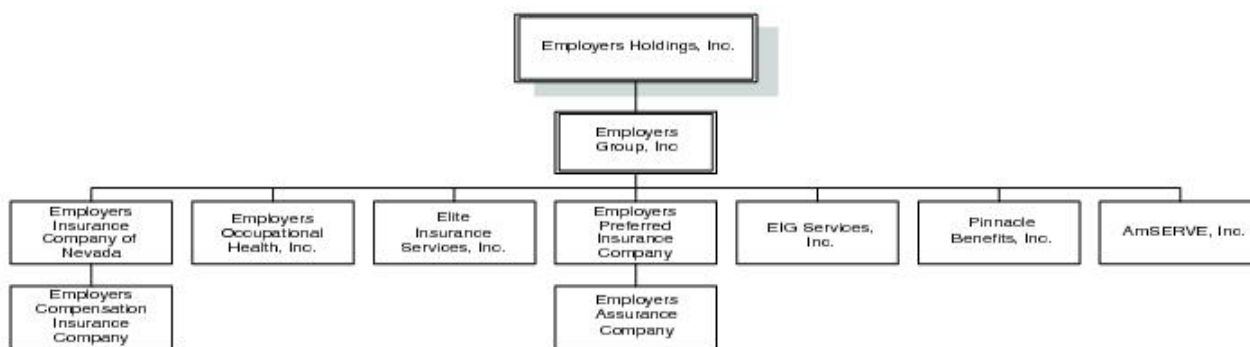 Employers Holdings, Inc.
Employers
Group, Inc
Employers
Insurance
Company of
Nevada
Employers
Occupational
Health, Inc.
Elite
Insurance
Services, Inc.
Employers
Preferred
Insurance
Company
EIG Services,
Inc.
Pinnacle
Benefits, Inc.
AmSERVE, Inc.
Employers
Compensation
Insurance
Company
Employers
Assurance
Company